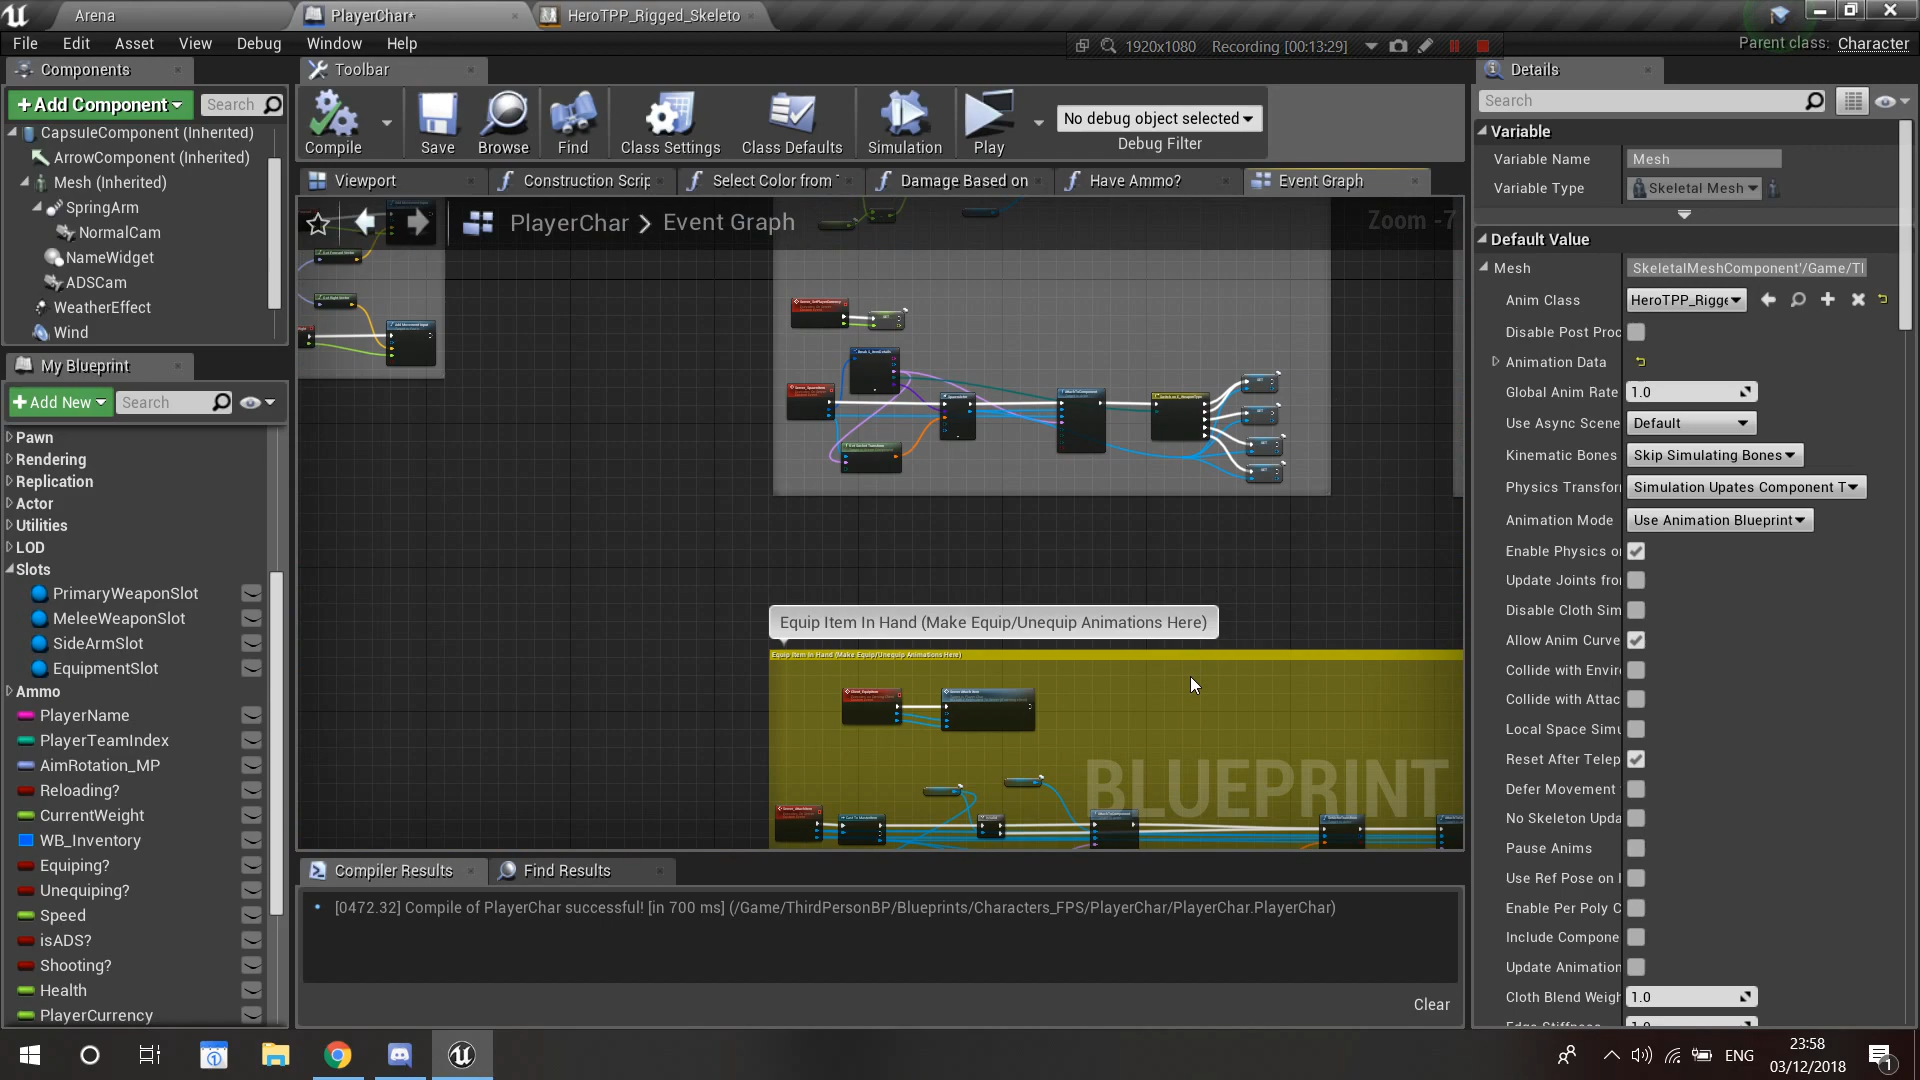 Arena
PlayerChar*
HeroTPP_Rigged_Skeleto
File Edit Asset View Debug Window Help
1920x1080 Recording [00:13:29]
Parent class: Character
Components
Toolbar
Details
+Add Component
Search
CapsuleComponent (Inherited)
ArrowComponent (Inherited)
Mesh (Inherited)
SpringArm
NormalCam
NameWidget
ADSCam
WeatherEffect
Wind
Compile
Save
Browse
Find
Class Settings
Class Defaults
Simulation
Play
No debug object selected
Debug Filter
Viewport
Construction Scrip
Select Color from
Damage Based on
Have Ammo?
Event Graph
PlayerChar > Event Graph
Zoom -7
My Blueprint
+Add New
Search
Pawn
Rendering
Replication
Actor
Utilities
LOD
Slots
PrimaryWeaponSlot
MeleeWeaponSlot
SideArmSlot
EquipmentSlot
Ammo
PlayerName
PlayerTeamIndex
AimRotation_MP
Reloading?
CurrentWeight
WB_Inventory
Equiping?
Unequiping?
Speed
isADS?
Shooting?
Health
PlayerCurrency
Equip Item In Hand (Make Equip/Unequip Animations Here)
Equip Item In Hand (Make Equip/Unequip Animations Here)
BLUEPRINT
Compiler Results
Find Results
[0472.32] Compile of PlayerChar successful! [in 700 ms] (/Game/ThirdPersonBP/Blueprints/Characters_FPS/PlayerChar/PlayerChar.PlayerChar)
Clear
Search
Variable
Variable Name Mesh
Variable Type Skeletal Mesh
Default Value
Mesh SkeletalMeshComponent'/Game/TI
Anim Class HeroTPP_Rigge
Disable Post Proc
Animation Data
Global Anim Rate 1.0
Use Async Scene Default
Kinematic Bones Skip Simulating Bones
Physics Transfor Simulation Upates Component T
Animation Mode Use Animation Blueprint
Enable Physics o
Update Joints fro
Disable Cloth Sim
Allow Anim Curve
Collide with Envir
Collide with Attac
Local Space Simu
Reset After Telep
Defer Movement
No Skeleton Upda
Pause Anims
Use Ref Pose on I
Enable Per Poly C
Include Compone
Update Animation
Cloth Blend Weigh 1.0
ENG
23:58
03/12/2018
1